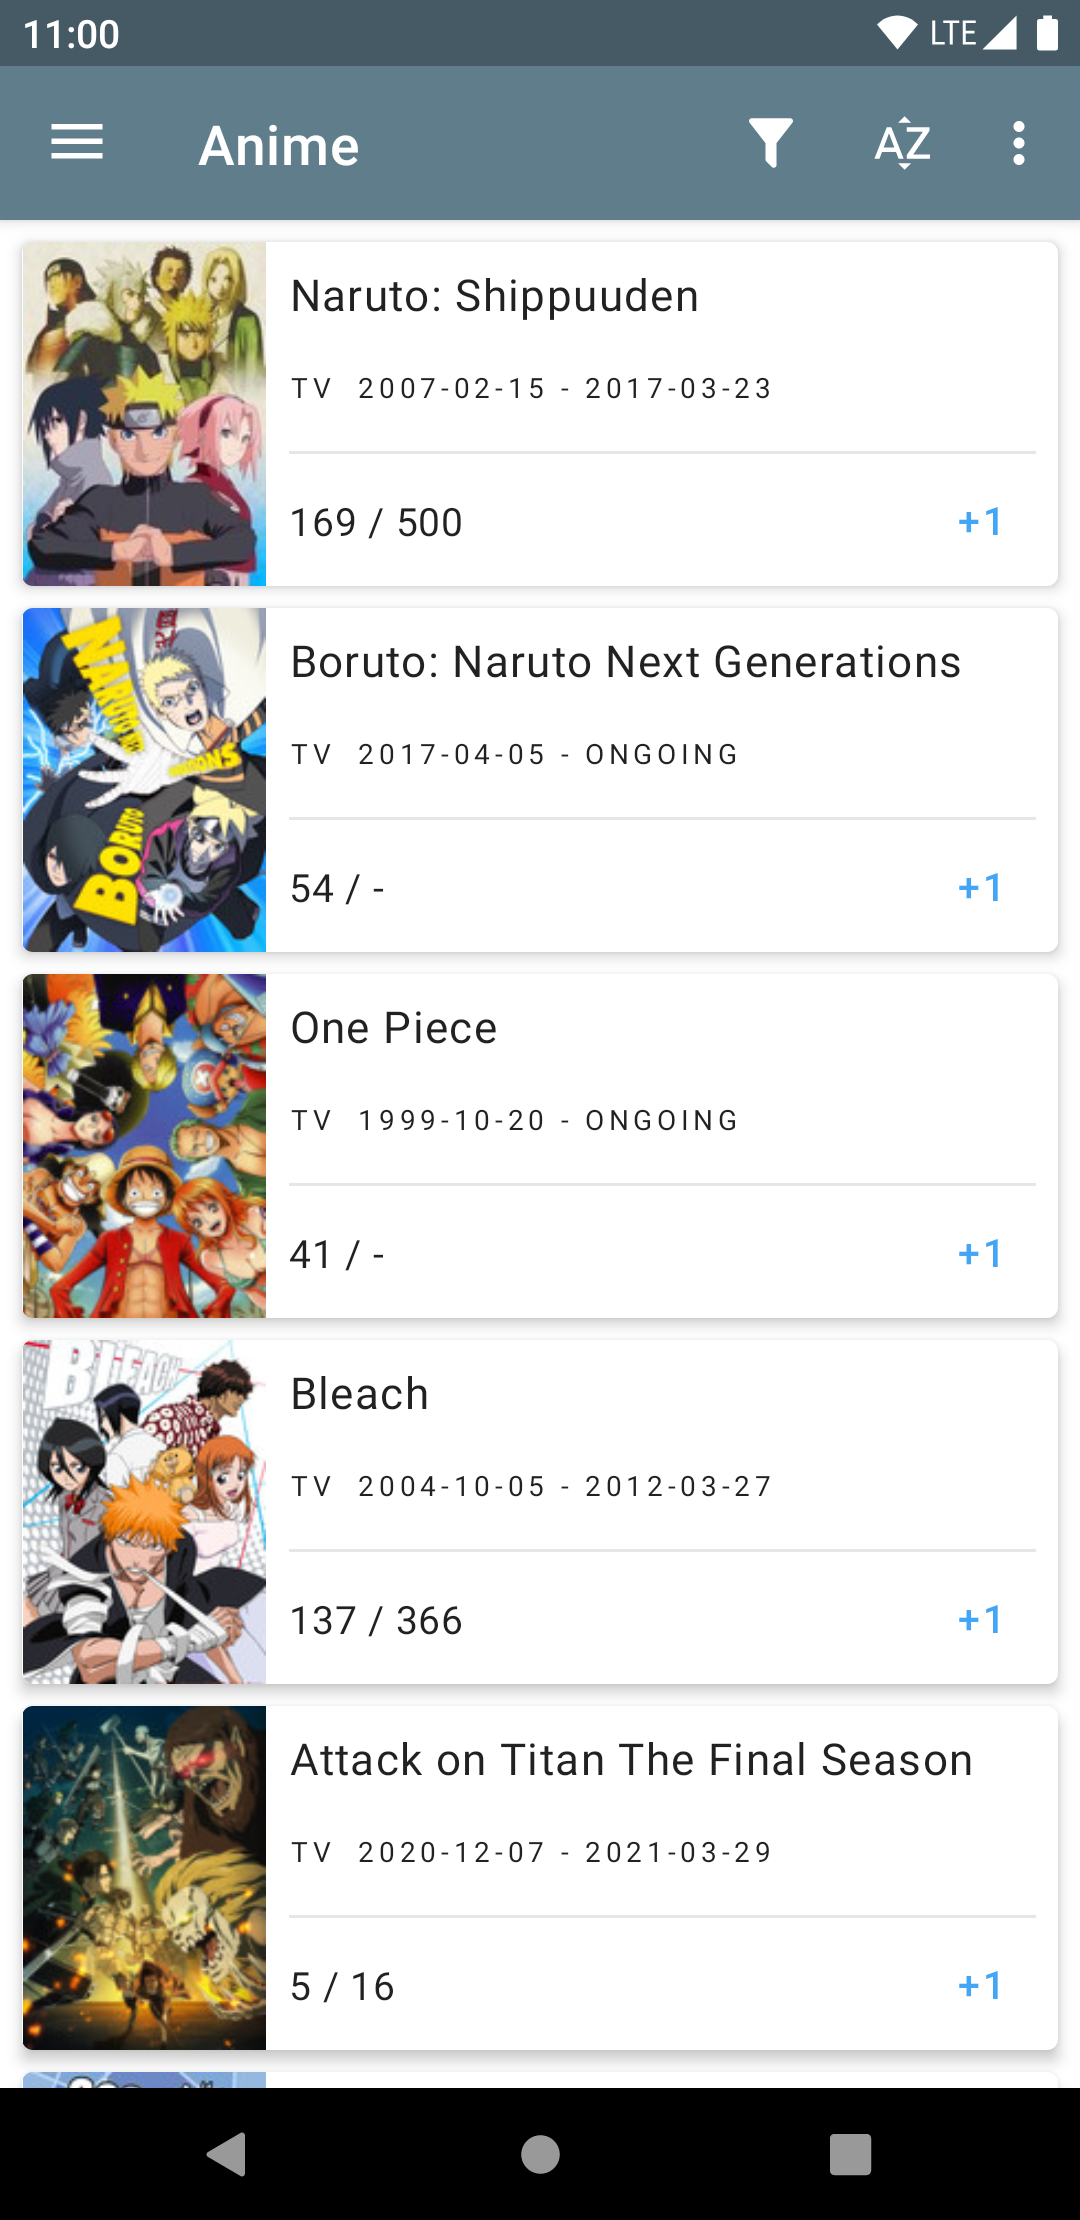 11:00 LTE
Anime AZ
Naruto: Shippuuden
TV 2007-02-15 - 2017-03-23
169 / 500 +1
NARUTO
BORUTO
Boruto: Naruto Next Generations
TV 2017-04-05 - ONGOING
54 / - +1
One Piece
TV 1999-10-20 - ONGOING
41 / - +1
BLEACH
Bleach
TV 2004-10-05 - 2012-03-27
137 / 366 +1
Attack on Titan The Final Season
TV 2020-12-07 - 2021-03-29
5 / 16 +1